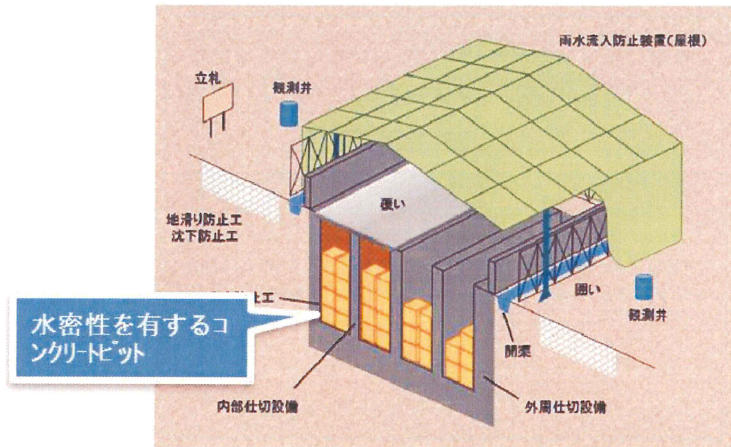 雨水流入防止装置(屋根)
立札
観測井
覆い
地滑り防止工
沈下防止工
囲い
観測井
止工
水密性を有するコ
ンクリートピット
開渠
内部仕切設備
外周仕切設備